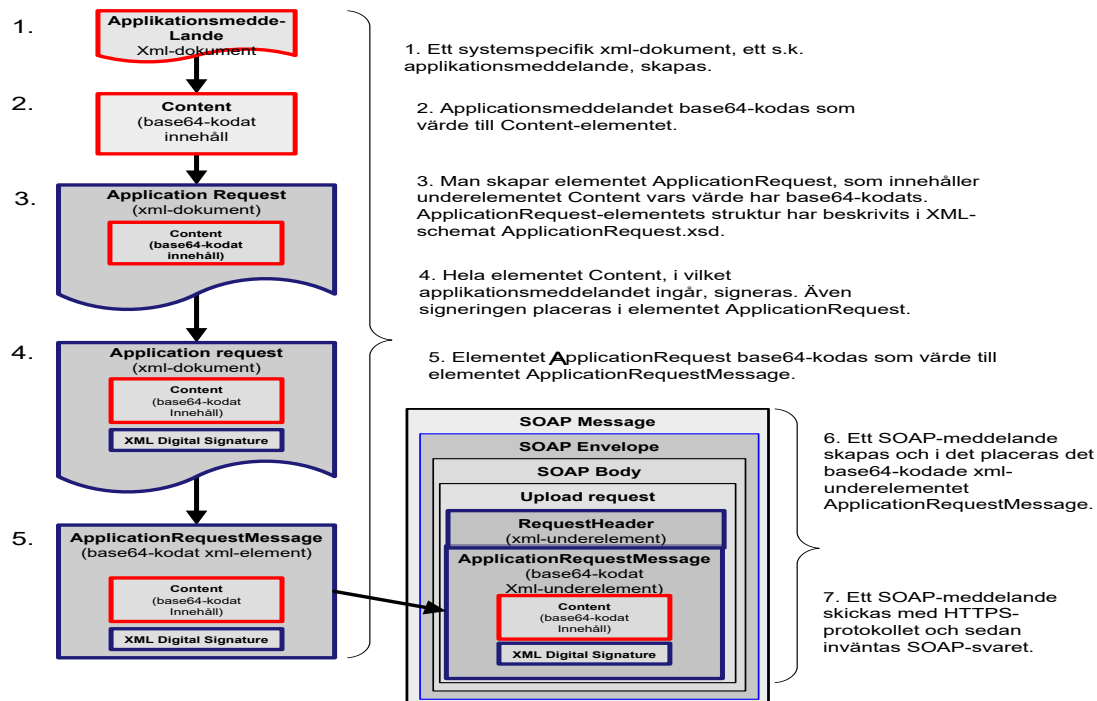 1.
Applikationsmedde-
Lande
Xml-dokument
2.
Content
(base64-kodat
innehåll
3.
Application Request
(xml-dokument)
Content
(base64-kodat
innehåll)
4.
Application request
(xml-dokument)
Content
(base64-kodat
Innehåll)
XML Digital Signature
5.
ApplicationRequestMessage
(base64-kodat xml-element)
Content
(base64-kodat
Innehåll)
XML Digital Signature
1. Ett systemspecifik xml-dokument, ett s.k.
applikationsmeddelande, skapas.
2. Applicationsmeddelandet base64-kodas som
värde till Content-elementet.
3. Man skapar elementet ApplicationRequest, som innehåller
underelementet Content vars värde har base64-kodats.
ApplicationRequest-elementets struktur har beskrivits i XML-
schemat ApplicationRequest.xsd.
4. Hela elementet Content, i vilket
applikationsmeddelandet ingår, signeras. Även
signeringen placeras i elementet ApplicationRequest.
5. Elementet ApplicationRequest base64-kodas som värde till
elementet ApplicationRequestMessage.
SOAP Message
SOAP Envelope
SOAP Body
Upload request
RequestHeader
(xml-underelement)
ApplicationRequestMessage
(base64-kodat
Xml-underelement)
Content
(base64-kodat
Innehåll)
XML Digital Signature
6. Ett SOAP-meddelande
skapas och i det placeras det
base64-kodade xml-
underelementet
ApplicationRequestMessage.
7. Ett SOAP-meddelande
skickas med HTTPS-
protokollet och sedan
inväntas SOAP-svaret.